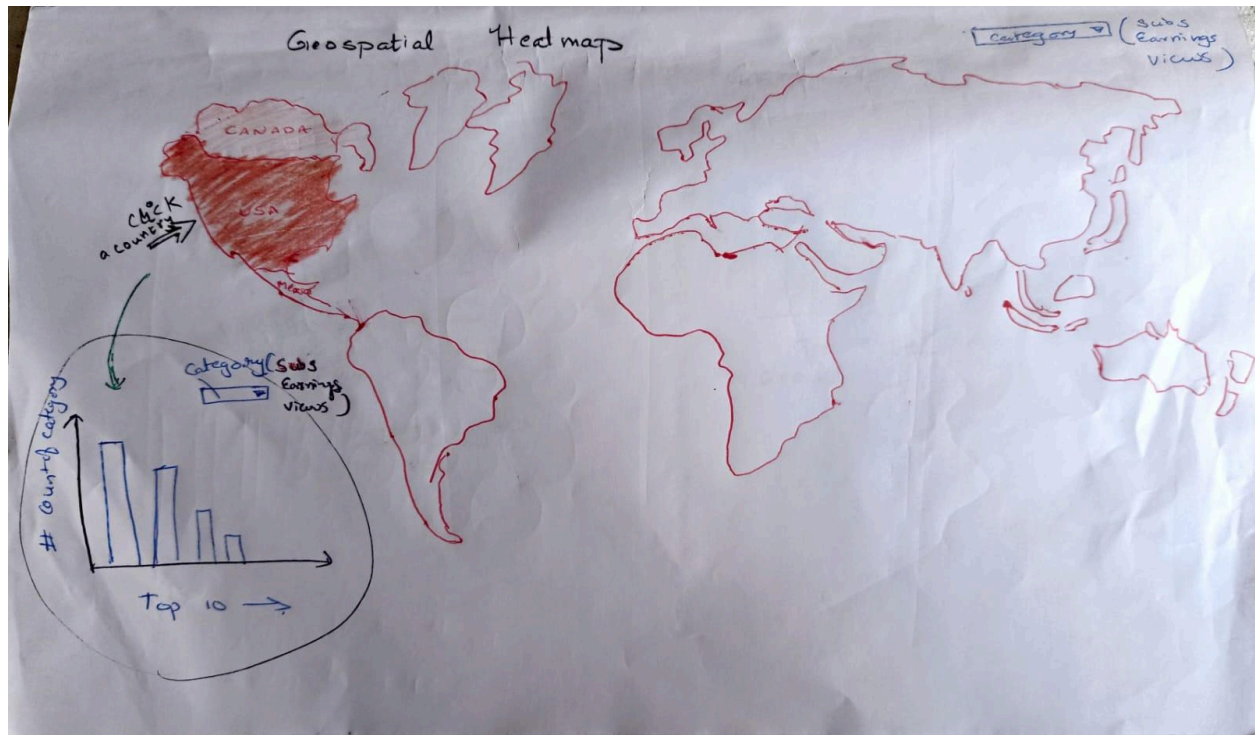 Geospatial Heatmap
category (subs
Earnings
views)
CANADA
USA
click
a country
Mexico
category (subs
Earnings
views)
# count of category
Top 10